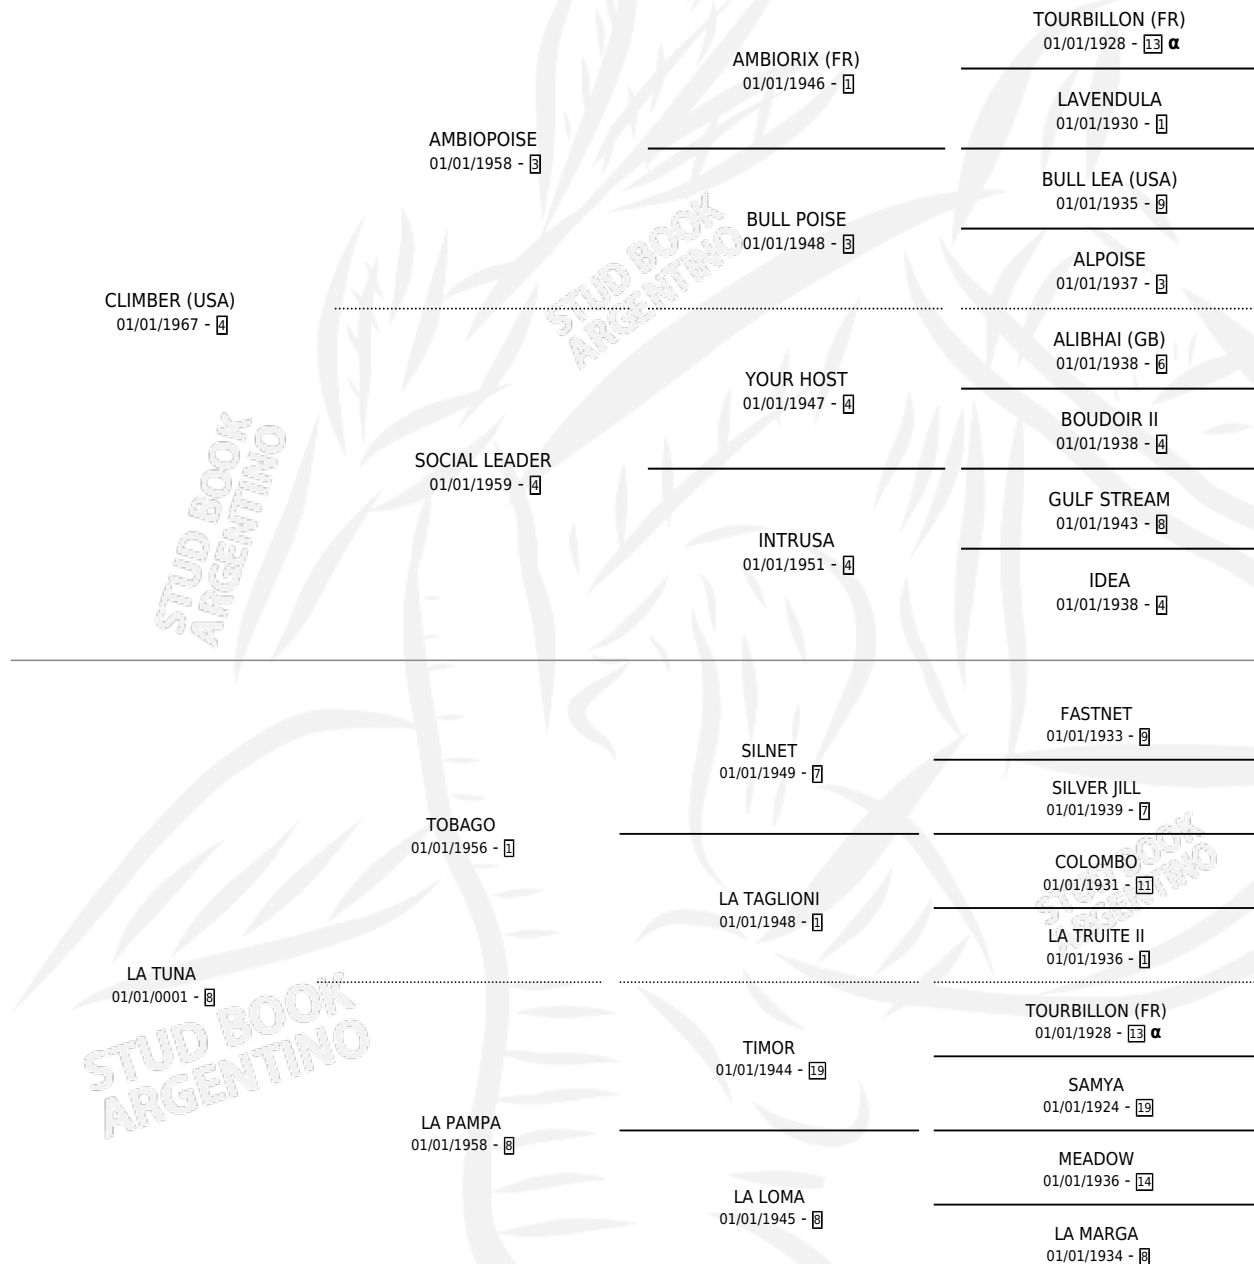 TOURBILLON (FR)
01/01/1928 - 13 α
AMBIORIX (FR)
01/01/1946 - 1
LAVENDULA
01/01/1930 - 1
AMBIOPOISE
01/01/1958 - 3
BULL LEA (USA)
01/01/1935 - 9
BULL POISE
01/01/1948 - 3
ALPOISE
01/01/1937 - 3
CLIMBER (USA)
01/01/1967 - 4
ALIBHAI (GB)
01/01/1938 - 6
YOUR HOST
01/01/1947 - 4
BOUDOIR II
01/01/1938 - 4
SOCIAL LEADER
01/01/1959 - 4
GULF STREAM
01/01/1943 - 8
INTRUSA
01/01/1951 - 4
IDEA
01/01/1938 - 4
FASTNET
01/01/1933 - 9
SILNET
01/01/1949 - 7
SILVER JILL
01/01/1939 - 7
TOBAGO
01/01/1956 - 1
COLOMBO
01/01/1931 - 11
LA TAGLIONI
01/01/1948 - 1
LA TRUITE II
01/01/1936 - 1
LA TUNA
01/01/0001 - 8
TOURBILLON (FR)
01/01/1928 - 13 α
TIMOR
01/01/1944 - 19
SAMYA
01/01/1924 - 19
LA PAMPA
01/01/1958 - 8
MEADOW
01/01/1936 - 14
LA LOMA
01/01/1945 - 8
LA MARGA
01/01/1934 - 8
STUD BOOK
ARGENTINO
STUD BOOK
ARGENTINO
STUD BOOK
ARGENTINO
STUD BOOK
ARGENTINO